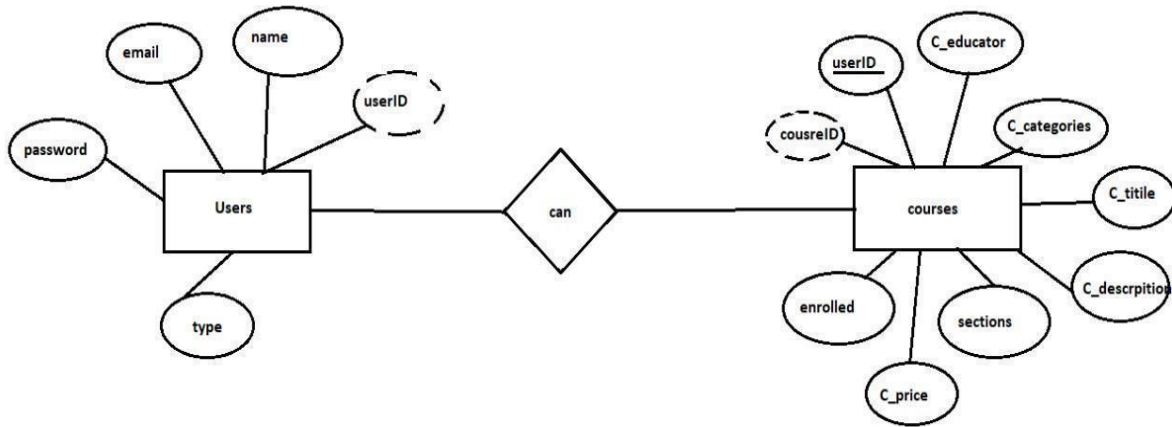 name
email
userID
password
Users
type
can
C_educator
userID
cousreID
C_categories
courses
C_titile
C_descrpition
enrolled
sections
C_price